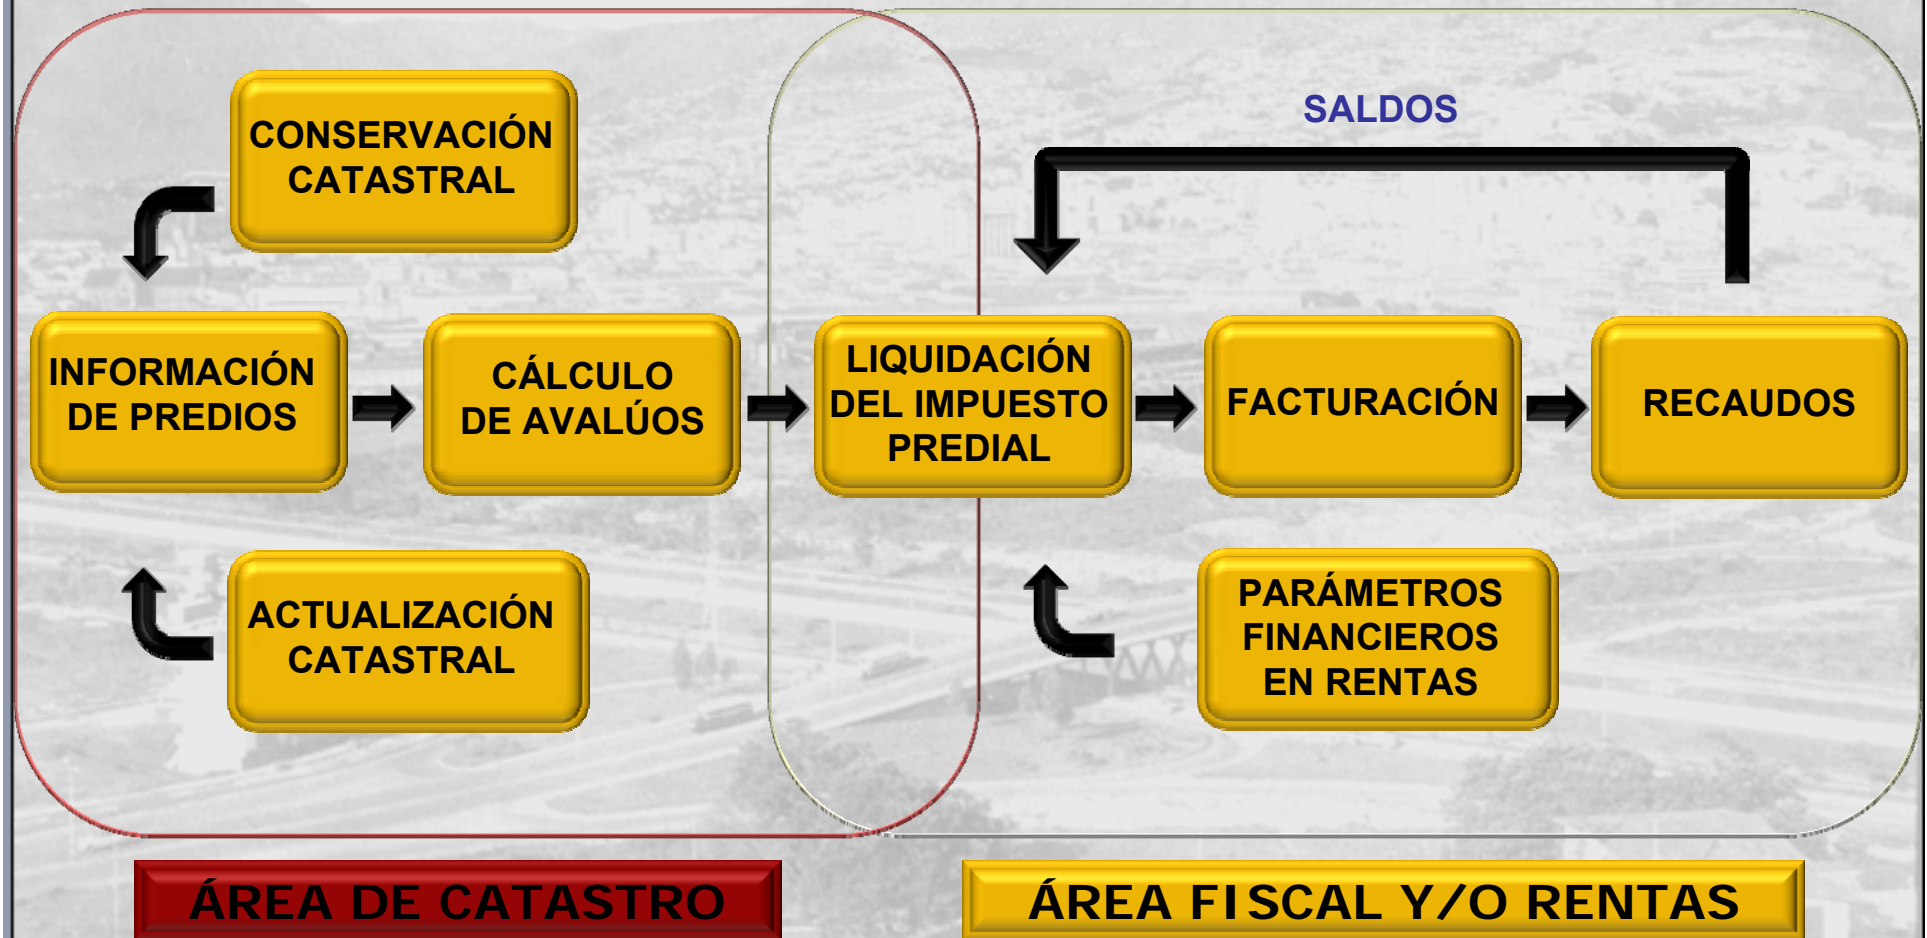 CONSERVACIÓN
CATASTRAL
SALDOS
INFORMACIÓN
DE PREDIOS
CÁLCULO
DE AVALÚOS
LIQUIDACIÓN
DEL IMPUESTO
PREDIAL
FACTURACIÓN
RECAUDOS
ACTUALIZACIÓN
CATASTRAL
PARÁMETROS
FINANCIEROS
EN RENTAS
ÁREA DE CATASTRO
ÁREA FISCAL Y/O RENTAS